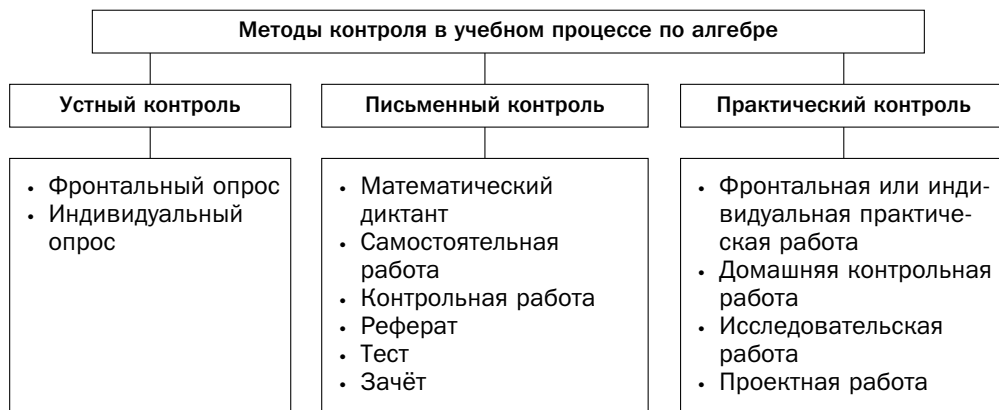 Методы контроля в учебном процессе по алгебре
Устный контроль
• Фронтальный опрос
• Индивидуальный
опрос
Письменный контроль
• Математический
диктант
• Самостоятельная
работа
• Контрольная работа
• Реферат
• Тест
• Зачёт
Практический контроль
• Фронтальная или инди-
видуальная практиче-
ская работа
• Домашняя контрольная
работа
• Исследовательская
работа
• Проектная работа